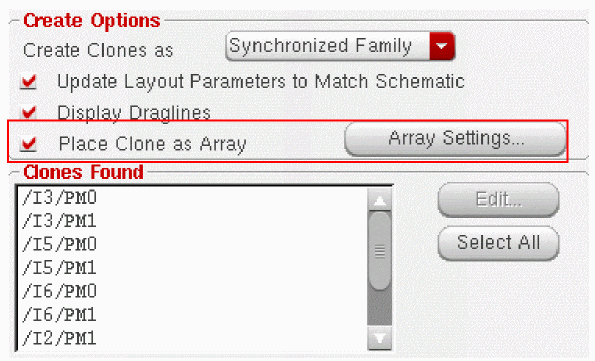 Create Options
Create Clones as Synchronized Family
Update Layout Parameters to Match Schematic
Display Draglines
Place Clone as Array Array Settings...
Clones Found
/I3/PM0
/I3/PM1
/I5/PM0
/I5/PM1
/I6/PM0
/I6/PM1
/I2/PM1
Edit...
Select All